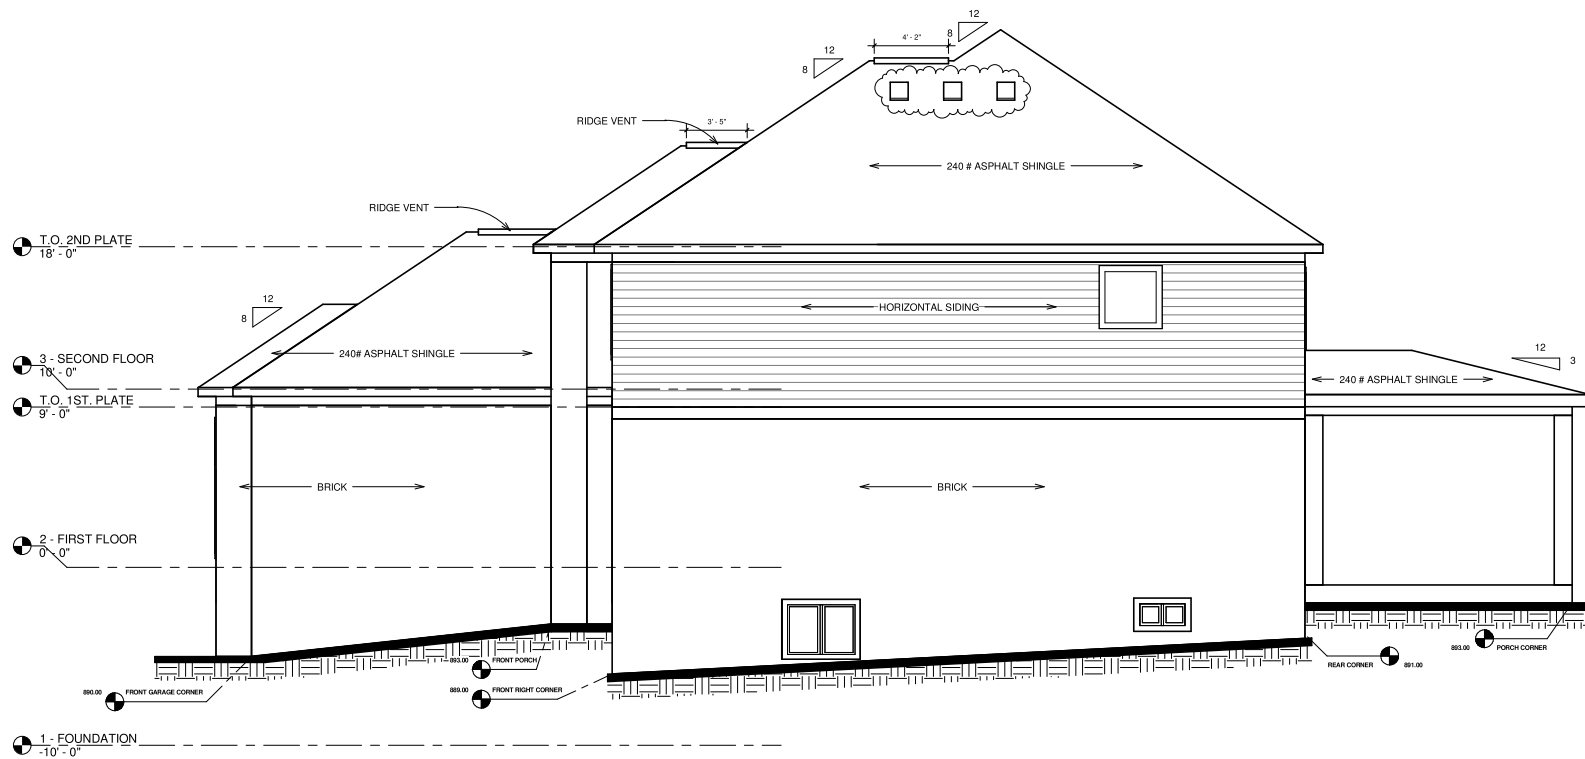 12
8
4' - 2"
12
8
RIDGE VENT
3' - 5"
240 # ASPHALT SHINGLE
RIDGE VENT
T.O. 2ND PLATE
18' - 0"
12
8
HORIZONTAL SIDING
3 - SECOND FLOOR
10' - 0"
240# ASPHALT SHINGLE
12
3
240 # ASPHALT SHINGLE
T.O. 1ST. PLATE
9' - 0"
BRICK
BRICK
2 - FIRST FLOOR
0' - 0"
893.00 FRONT PORCH
893.00 PORCH CORNER
REAR CORNER 891.00
890.00 FRONT GARAGE CORNER
889.00 FRONT RIGHT CORNER
1 - FOUNDATION
-10' - 0"